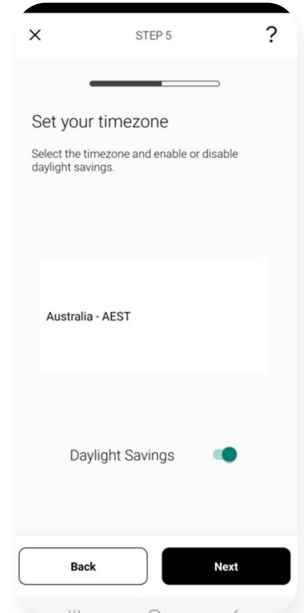 STEP 5
?
Set your timezone
Select the timezone and enable or disable
daylight savings.
Australia - AEST
Daylight Savings
Back
Next